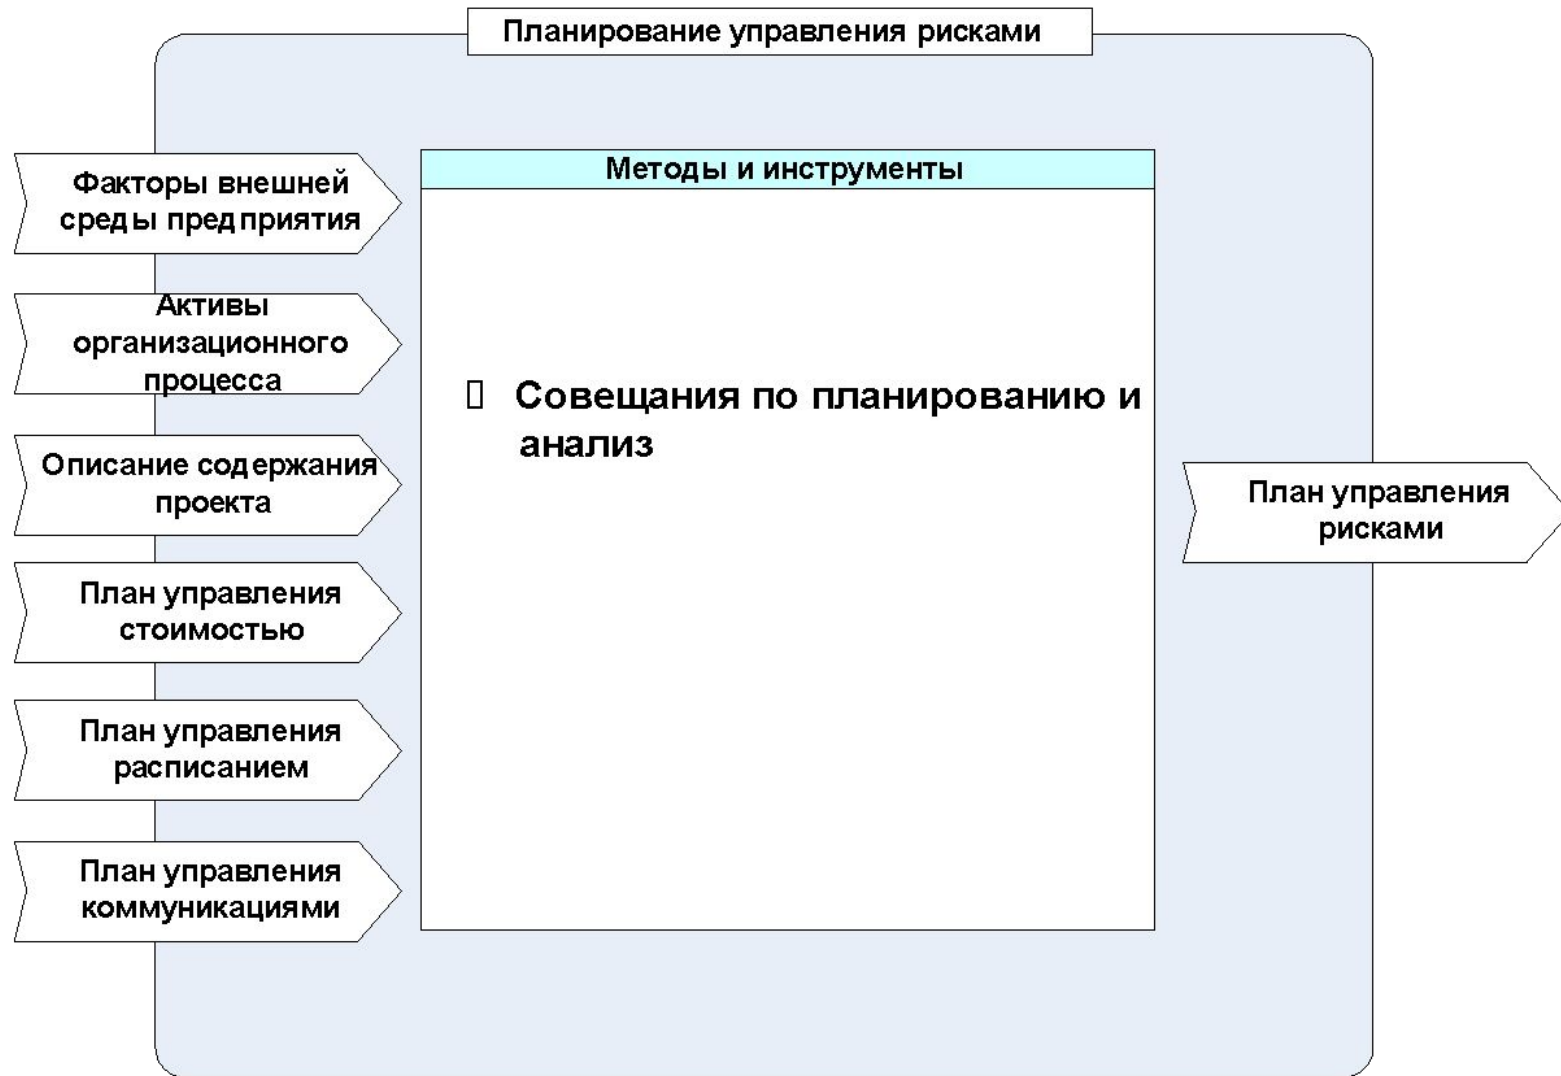 Планирование управления рисками
Факторы внешней
среды предприятия
Активы
организационного
процесса
Описание содержания
проекта
План управления
стоимостью
План управления
расписанием
План управления
коммуникациями
Методы и инструменты
Совещания по планированию и
анализ
План управления
рисками